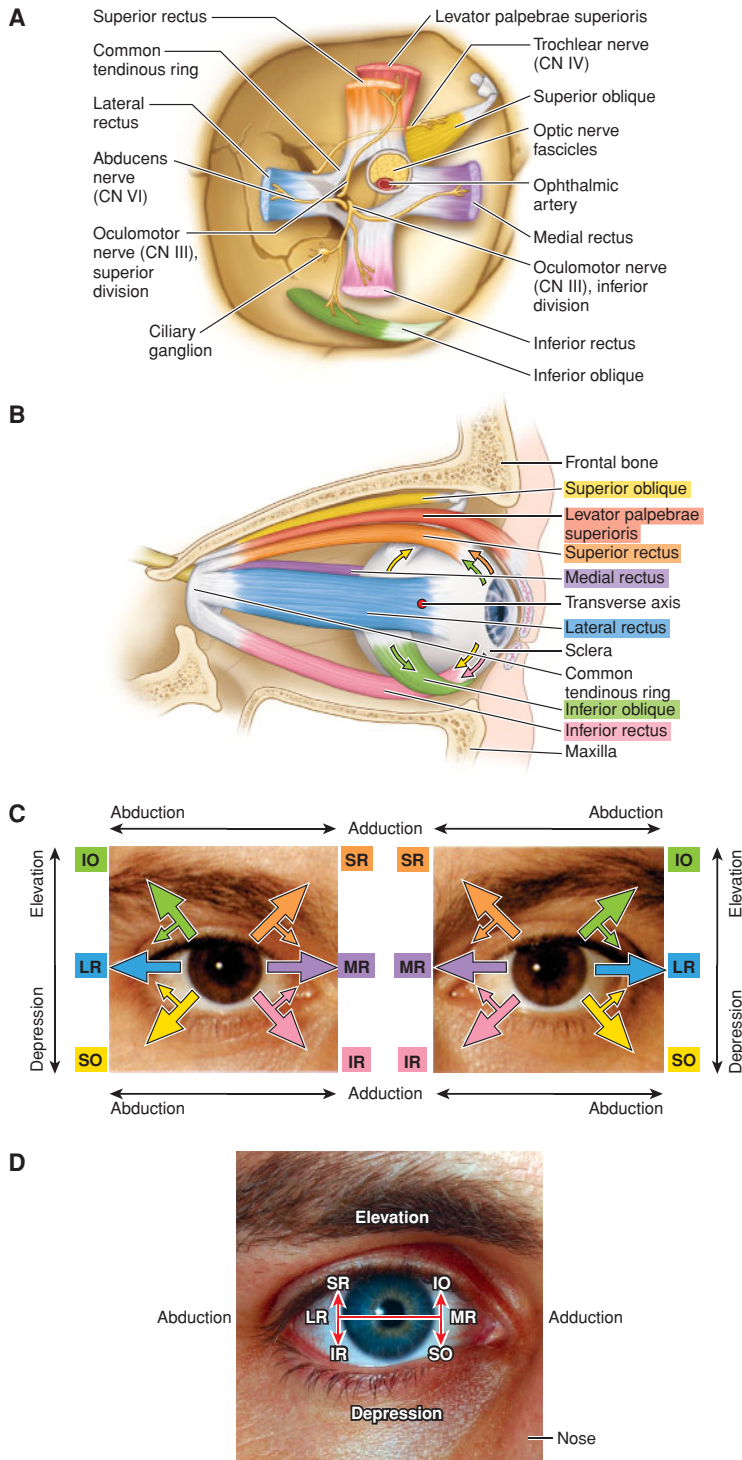 A
Superior rectus
Common
tendinous ring
Lateral
rectus
Abducens
nerve
(CN VI)
Oculomotor
nerve (CN III),
superior
division
Ciliary
ganglion
Levator palpebrae superioris
Trochlear nerve
(CN IV)
Superior oblique
Optic nerve
fascicles
Ophthalmic
artery
Medial rectus
Oculomotor nerve
(CN III), inferior
division
Inferior rectus
Inferior oblique
B
Frontal bone
Superior oblique
Levator palpebrae
superioris
Superior rectus
Medial rectus
Transverse axis
Lateral rectus
Sclera
Common
tendinous ring
Inferior oblique
Inferior rectus
Maxilla
C
Abduction
Adduction
Abduction
Elevation
Depression
IO
SR
SR
IO
LR
MR
MR
LR
SO
IR
IR
SO
Elevation
Depression
Abduction
Adduction
Abduction
D
Elevation
SR
IO
Abduction
LR
MR
Adduction
IR
SO
Depression
Nose